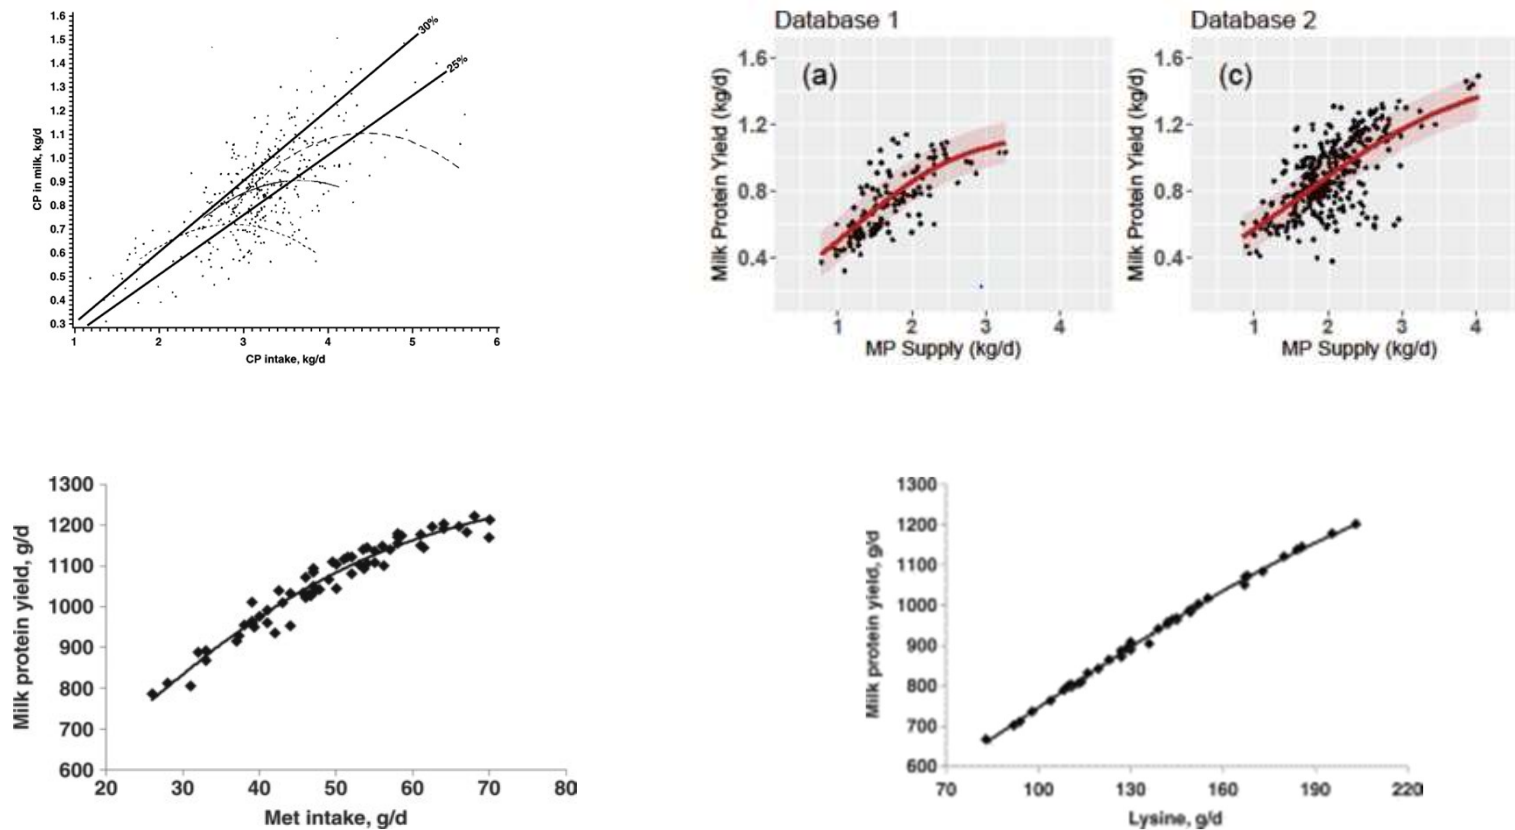 1.6
1.5
1.4
1.3
1.2
1.1
1.0
0.9
0.8
0.7
0.6
0.5
0.4
0.3
CP in milk, kg/d
30%
25%
1 2 3 4 5 6
CP intake, kg/d
Database 1
(a)
1.6
1.2
0.8
0.4
Milk Protein Yield (kg/d)
1 2 3 4
MP Supply (kg/d)
Database 2
(c)
1.6
1.2
0.8
0.4
Milk Protein Yield (kg/d)
1 2 3 4
MP Supply (kg/d)
1300
1200
1100
1000
900
800
700
600
Milk protein yield, g/d
20 30 40 50 60 70 80
Met intake, g/d
1300
1200
1100
1000
900
800
700
600
Milk protein yield, g/d
70 100 130 160 190 220
Lysine, g/d